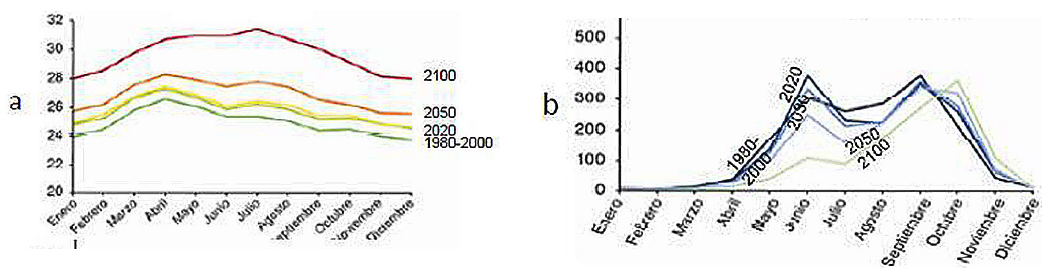 a
32
30
28
26
24
22
20
2100
2050
2020
1980-2000
Enero
Febrero
Marzo
Abril
Mayo
Junio
Julio
Agosto
Septiembre
Octubre
Noviembre
Diciembre
b
500
400
300
200
100
0
1980-
2000
2020
2030
2050
2100
Enero
Febrero
Marzo
Abril
Mayo
Junio
Julio
Agosto
Septiembre
Octubre
Noviembre
Diciembre